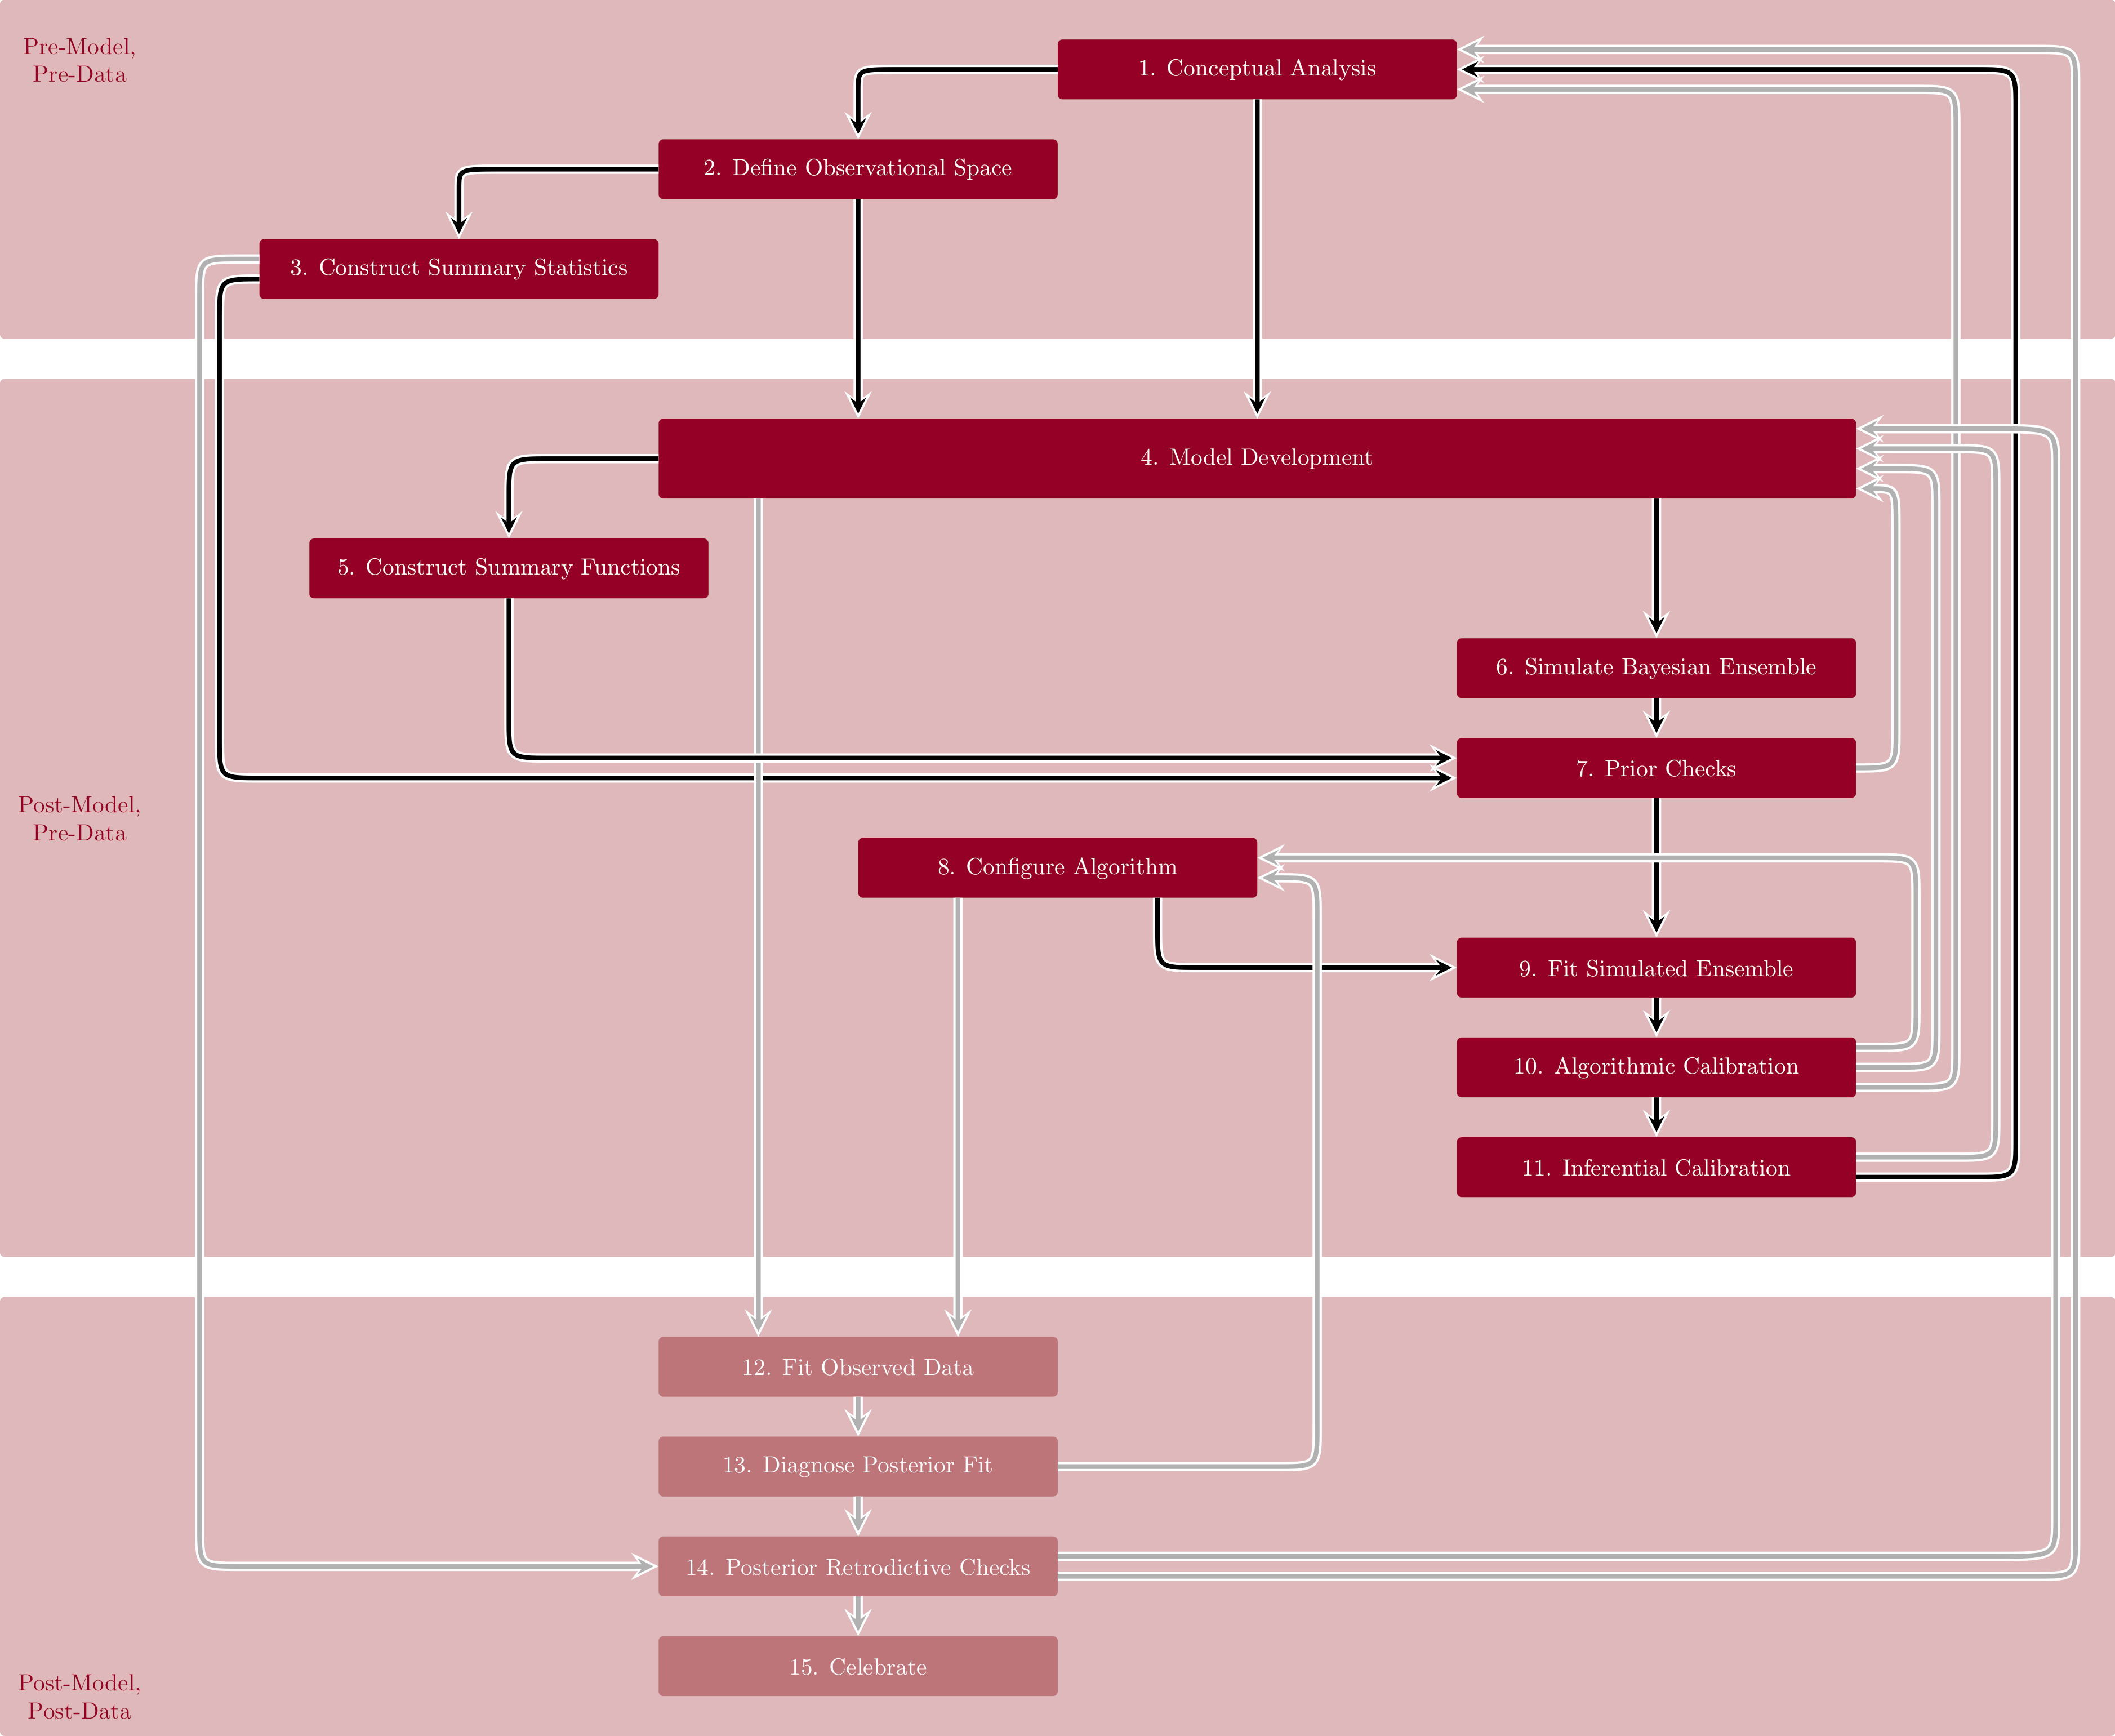 Pre-Model,
Pre-Data
1. Conceptual Analysis
2. Define Observational Space
3. Construct Summary Statistics
4. Model Development
5. Construct Summary Functions
6. Simulate Bayesian Ensemble
7. Prior Checks
Post-Model,
Pre-Data
8. Configure Algorithm
9. Fit Simulated Ensemble
10. Algorithmic Calibration
11. Inferential Calibration
12. Fit Observed Data
13. Diagnose Posterior Fit
14. Posterior Retrodictive Checks
15. Celebrate
Post-Model,
Post-Data